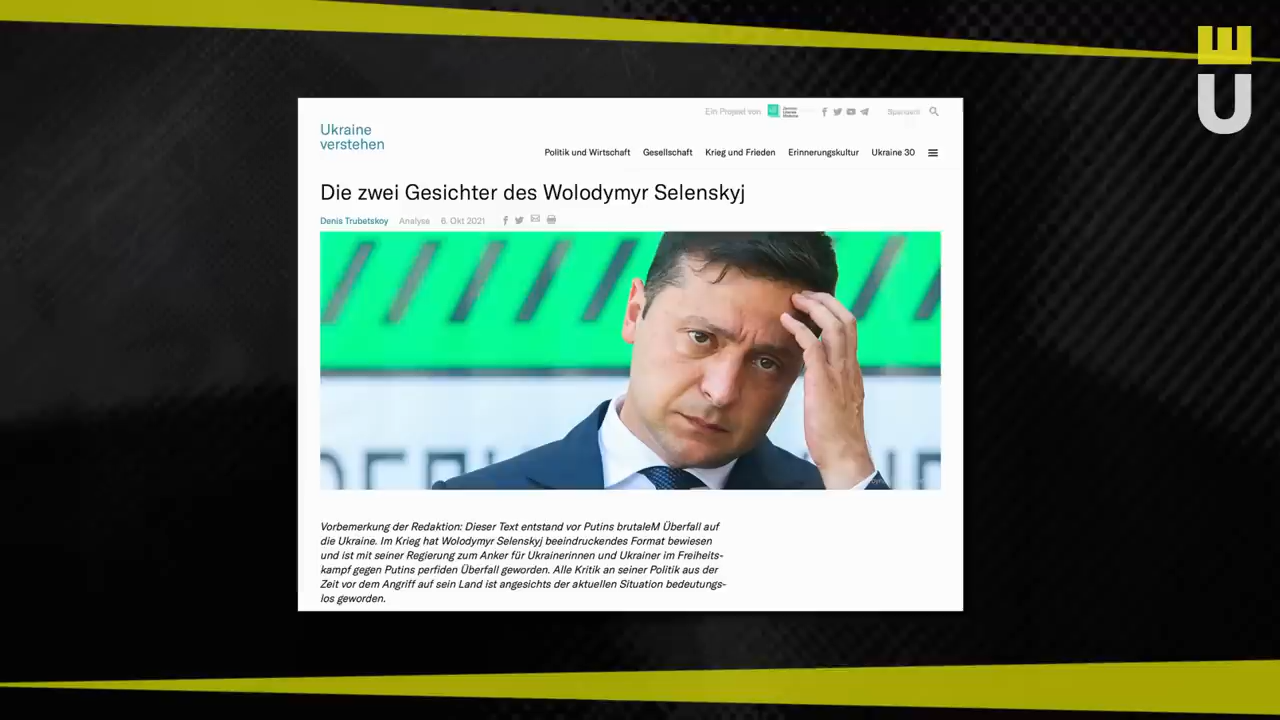 Ein Projekt von
Spenden
Ukraine
verstehen
Politik und Wirtschaft Gesellschaft Krieg und Frieden Erinnerungskultur Ukraine 30
Die zwei Gesichter des Wolodymyr Selenskyj
Denis Trubetskoy Analyse 6. Okt 2021
Vorbemerkung der Redaktion: Dieser Text entstand vor Putins brutaleM Überfall auf
die Ukraine. Im Krieg hat Wolodymyr Selenskyj beeindruckendes Format bewiesen
und ist mit seiner Regierung zum Anker für Ukrainerinnen und Ukrainer im Freiheits-
kampf gegen Putins perfiden Überfall geworden. Alle Kritik an seiner Politik aus der
Zeit vor dem Angriff auf sein Land ist angesichts der aktuellen Situation bedeutungs-
los geworden.